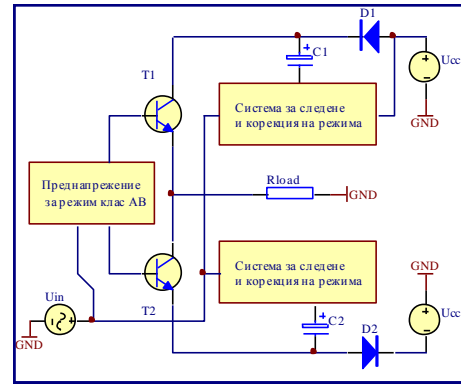 D1
C1
Ucc
T1
GND
Система за следене
и корекция на режима
Преднапрежение
за режим клас АВ
Rload
GND
GND
Система за следене
и корекция на режима
Uin
T2
Ucc
C2
D2
GND